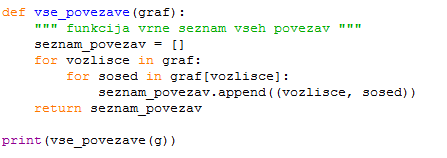 def vse_povezave(graf):
    """ funkcija vrne seznam vseh povezav """
    seznam_povezav = []
    for vozlisce in graf:
        for sosed in graf[vozlisce]:
            seznam_povezav.append((vozlisce, sosed))
    return seznam_povezav

print(vse_povezave(g))